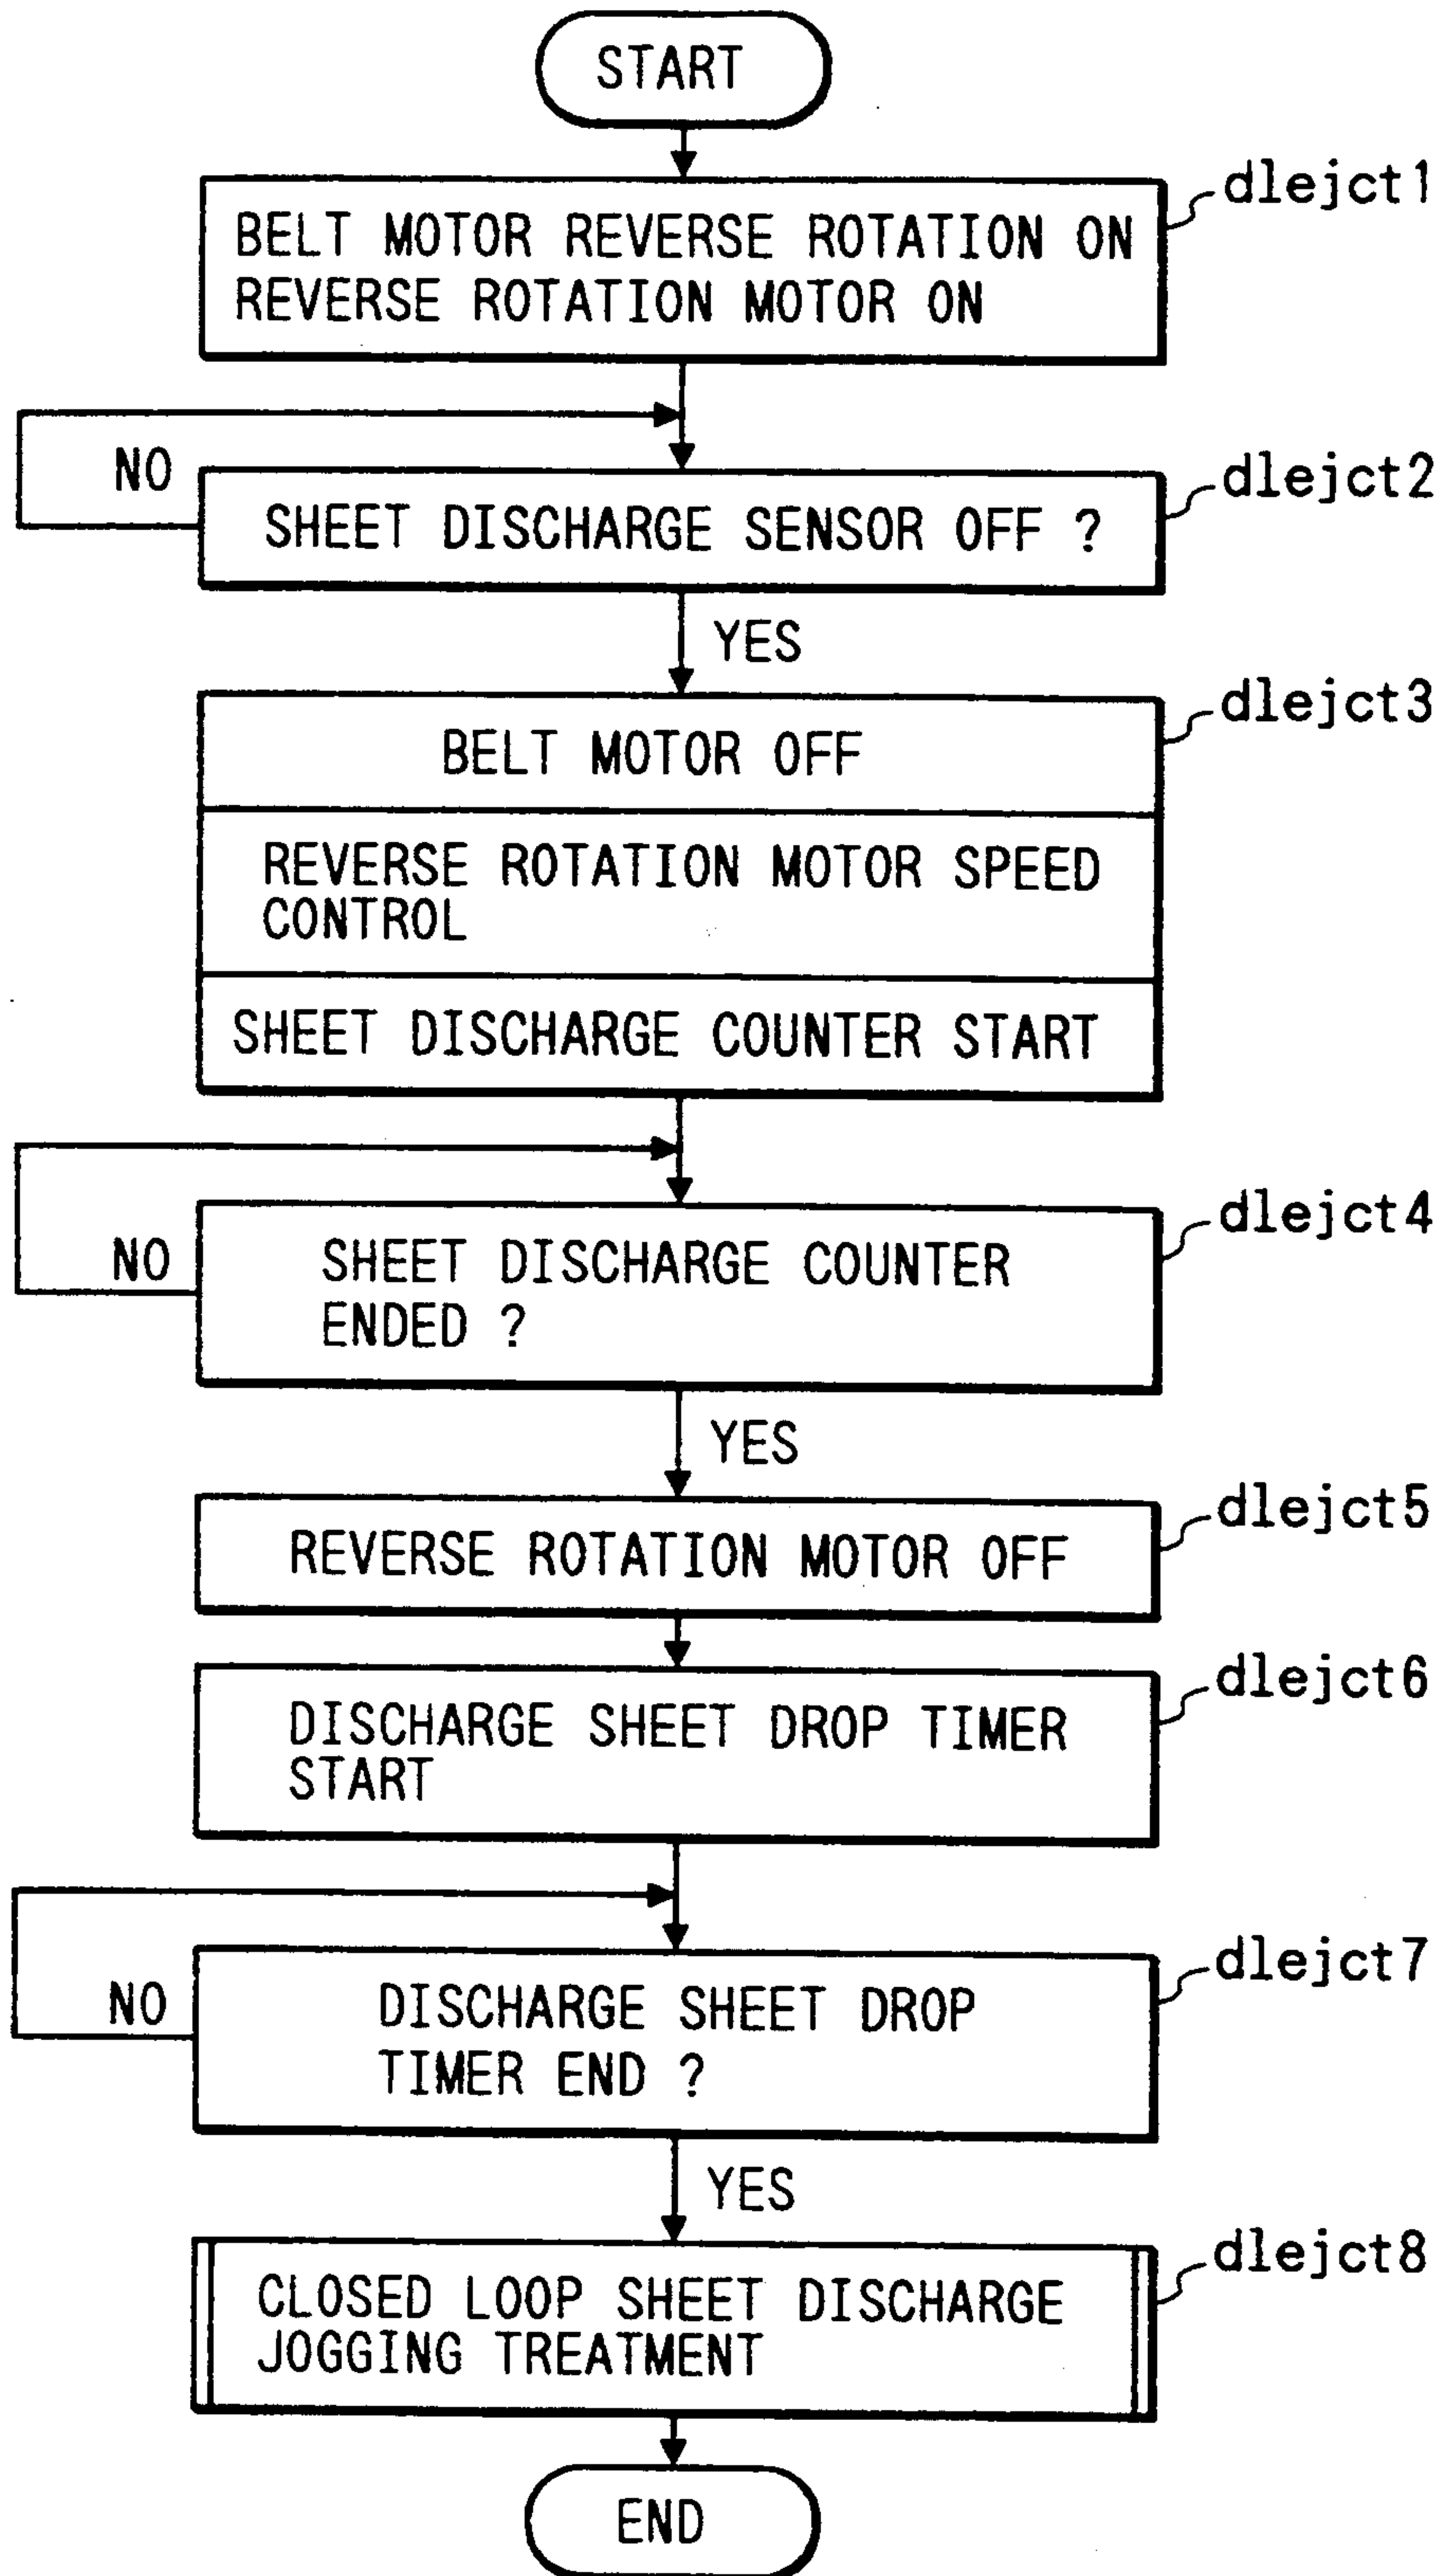 START
dlejct1
BELT MOTOR REVERSE ROTATION ON
REVERSE ROTATION MOTOR ON
NO
dlejct2
SHEET DISCHARGE SENSOR OFF ?
YES
dlejct3
BELT MOTOR OFF
REVERSE ROTATION MOTOR SPEED
CONTROL
SHEET DISCHARGE COUNTER START
dlejct4
NO
SHEET DISCHARGE COUNTER
ENDED ?
YES
dlejct5
REVERSE ROTATION MOTOR OFF
dlejct6
DISCHARGE SHEET DROP TIMER
START
dlejct7
NO
DISCHARGE SHEET DROP
TIMER END ?
YES
dlejct8
CLOSED LOOP SHEET DISCHARGE
JOGGING TREATMENT
END